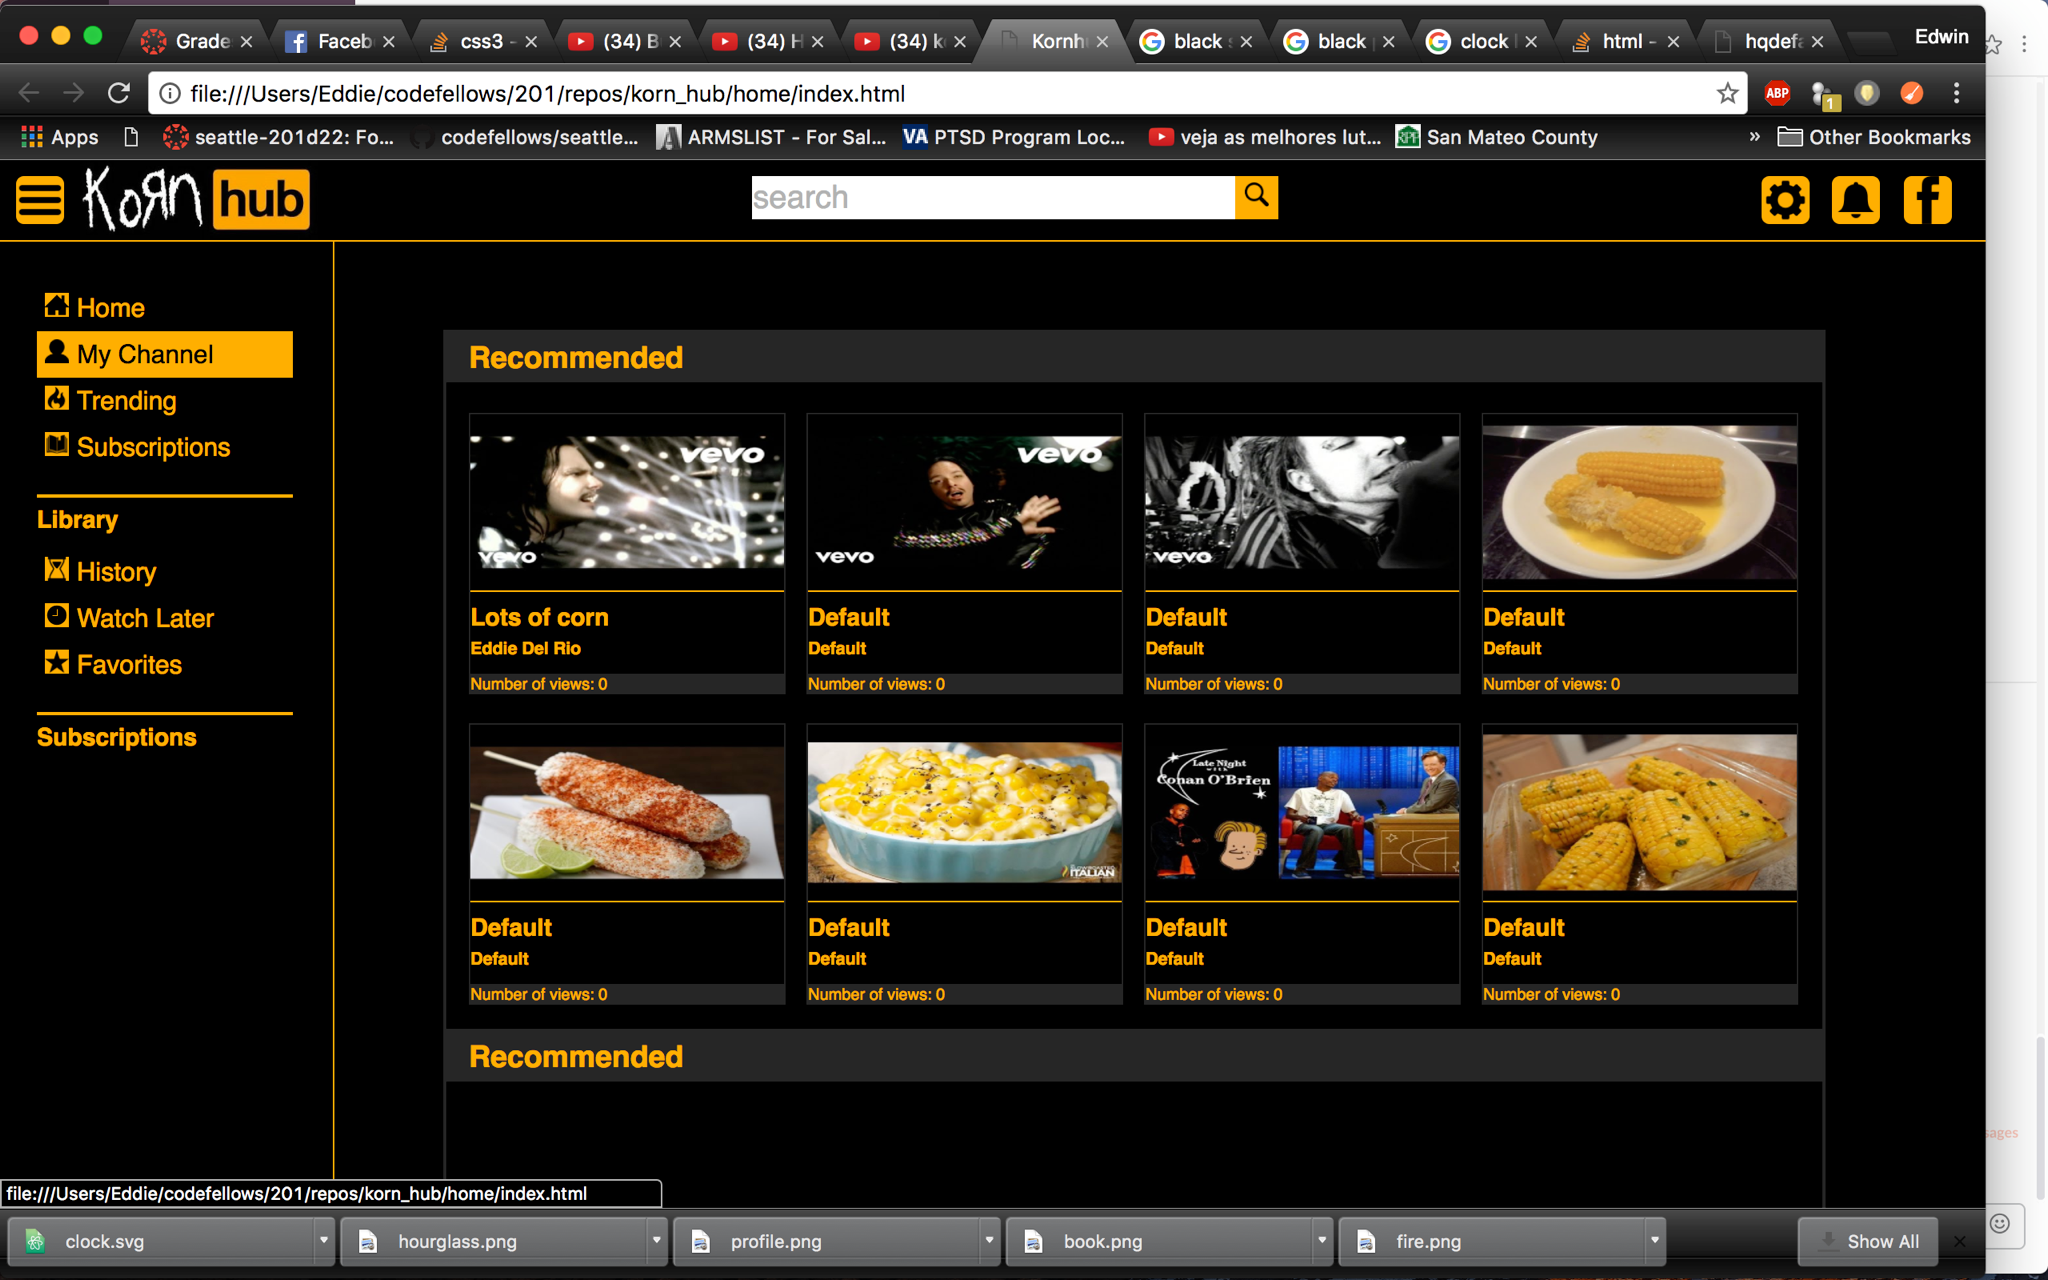 Grade
Faceb
css3 -
(34) B
(34) H
(34) k
Kornh
black
black
clock
html -
hqdefa
Edwin
file:///Users/Eddie/codefellows/201/repos/korn_hub/home/index.html
ABP
1
Apps
seattle-201d22: Fo...
codefellows/seattle...
ARMSLIST - For Sal...
VA PTSD Program Loc...
veja as melhores lut...
RPP San Mateo County
»
Other Bookmarks
KoЯn hub
search
Home
My Channel
Trending
Subscriptions
Library
History
Watch Later
Favorites
Subscriptions
Recommended
vevo
vevo
vevo
vevo
vevo
Lots of corn
Eddie Del Rio
Number of views: 0
Default
Default
Number of views: 0
Default
Default
Number of views: 0
Default
Default
Number of views: 0
ITALIAN
Late Night
with
Conan O'Brien
Default
Default
Number of views: 0
Default
Default
Number of views: 0
Default
Default
Number of views: 0
Default
Default
Number of views: 0
Recommended
sages
file:///Users/Eddie/codefellows/201/repos/korn_hub/home/index.html
clock.svg
hourglass.png
profile.png
book.png
fire.png
Show All